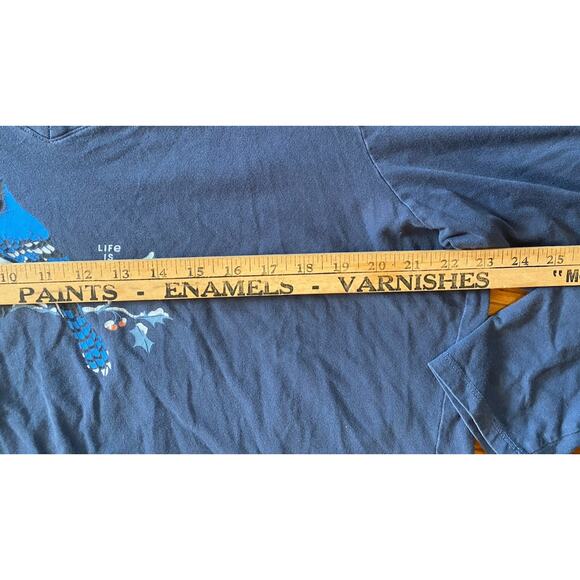 LIFE
IS
10 11 12 13 14 15 16 17 18 19 20 21 22 23 24 25
PAINTS - ENAMELS - VARNISHES "M